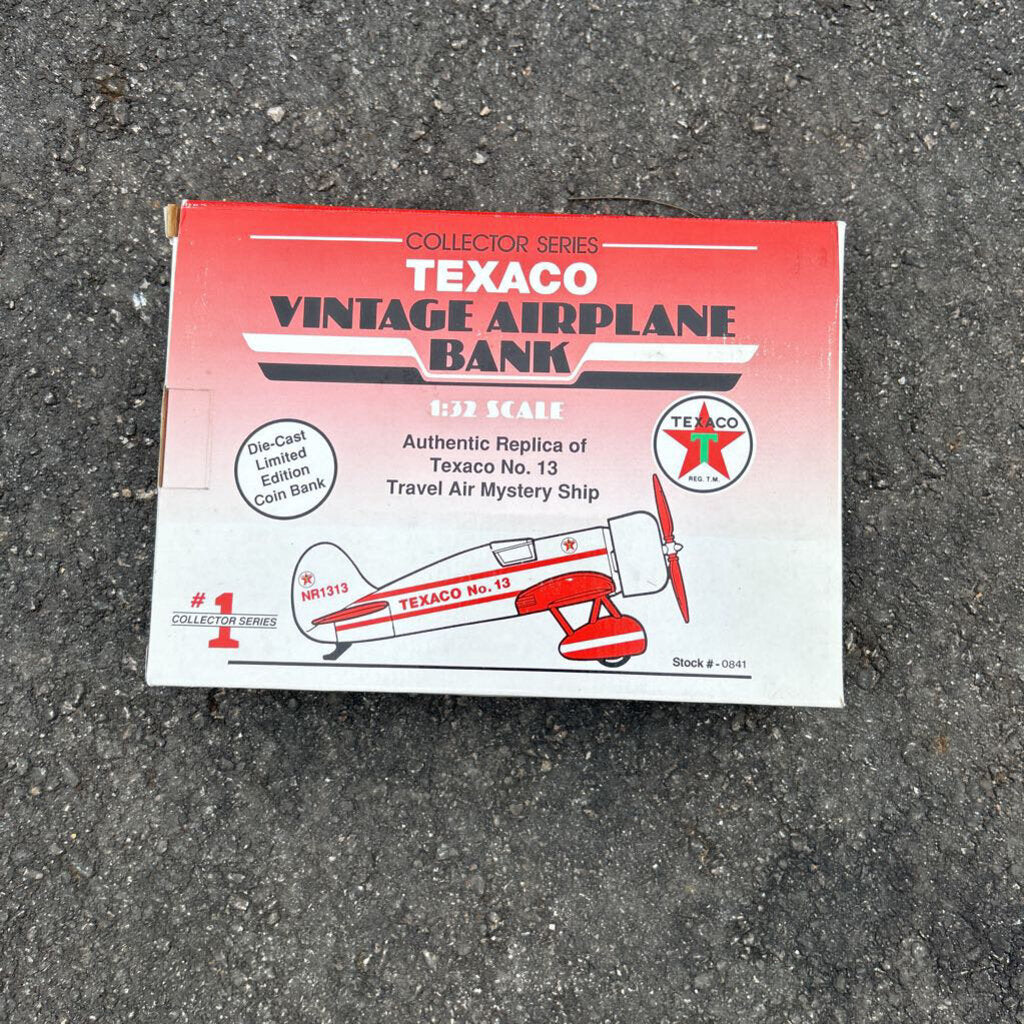 COLLECTOR SERIES
TEXACO
VINTAGE AIRPLANE
BANK
1:32 SCALE
Authentic Replica of
Texaco No. 13
Travel Air Mystery Ship
Die-Cast
Limited
Edition
Coin Bank
TEXACO
T
REG. T.M.
NR1313
TEXACO No. 13
#1
COLLECTOR SERIES
Stock # - 0841